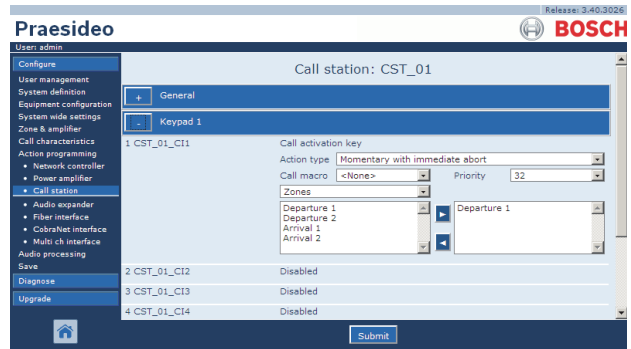 Release: 3.40.3026
Praesideo
BOSCH
User: admin
Configure
User management
System definition
Equipment configuration
System wide settings
Zone & amplifier
Call characteristics
Action programming
• Network controller
• Power amplifier
• Call station
• Audio expander
• Fiber interface
• CobraNet interface
• Multi ch interface
Audio processing
Save
Diagnose
Upgrade
Call station: CST_01
+ General
- Keypad 1
1 CST_01_CI1 Call activation key
Action type Momentary with immediate abort
Call macro <None> Priority 32
Zones
Departure 1
Departure 2
Arrival 1
Arrival 2
Departure 1
2 CST_01_CI2 Disabled
3 CST_01_CI3 Disabled
4 CST_01_CI4 Disabled
Submit